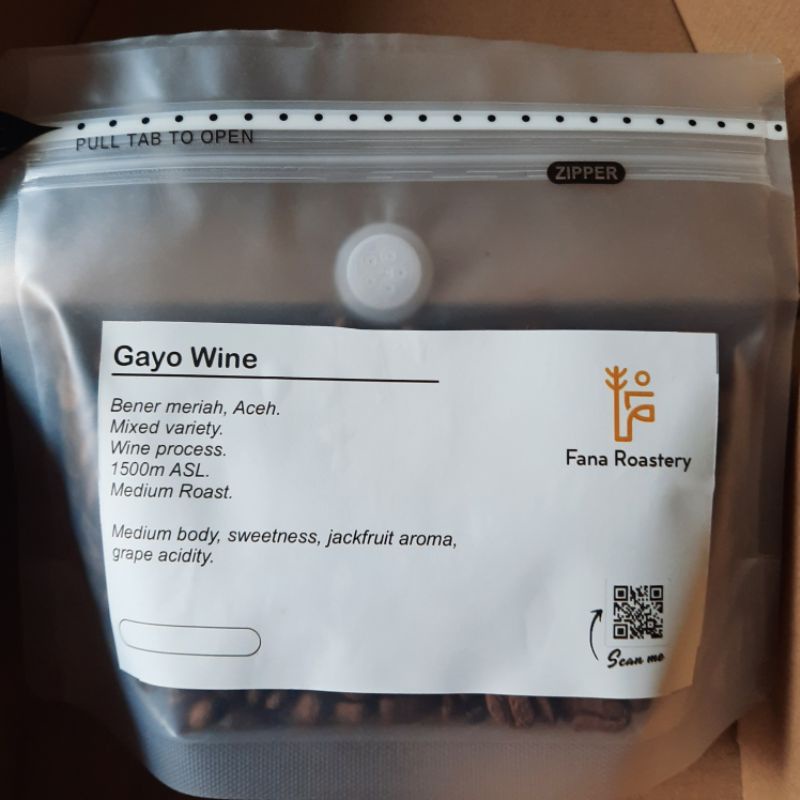 PULL TAB TO OPEN
ZIPPER
Gayo Wine
Bener meriah, Aceh.
Mixed variety.
Wine process.
1500m ASL.
Medium Roast.
Medium body, sweetness, jackfruit aroma,
grape acidity.
Fana Roastery
Scan me